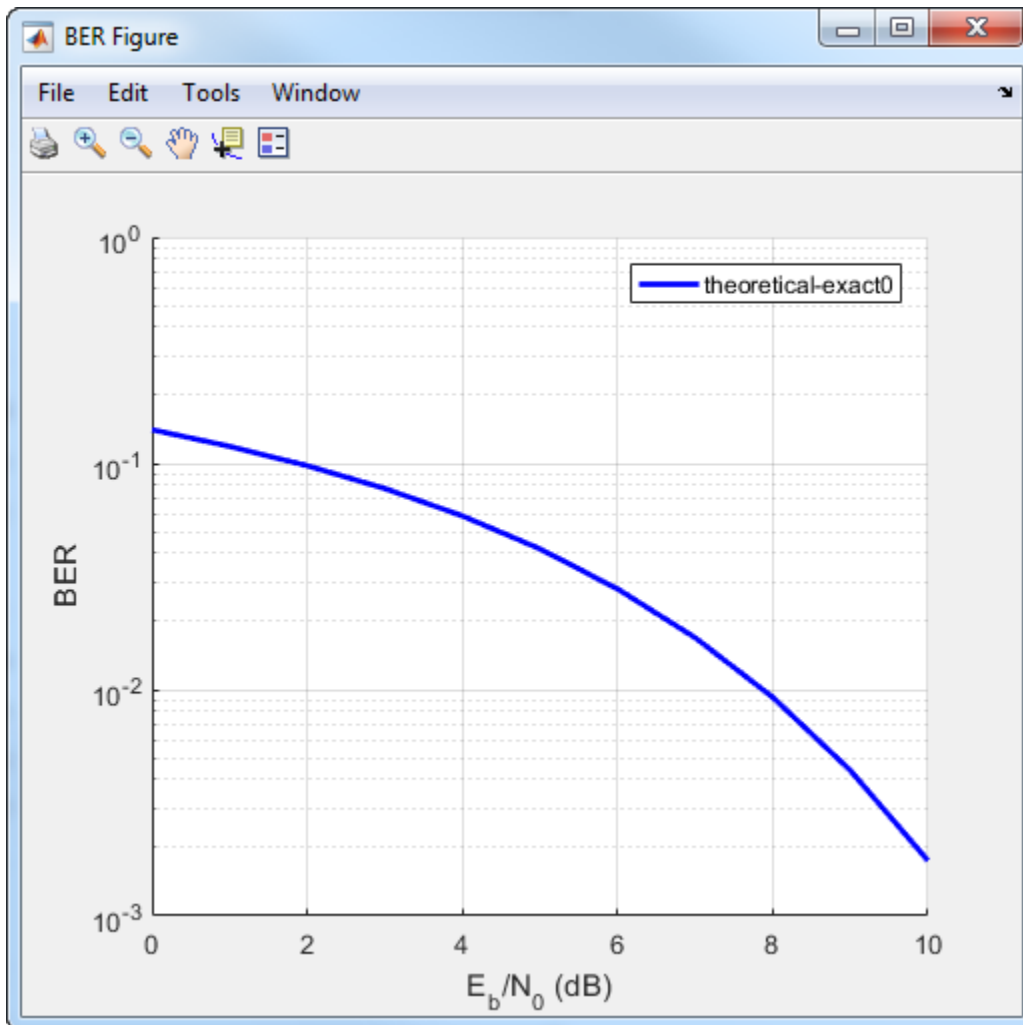 BER Figure
File Edit Tools Window
10^0
theoretical-exact0
10^-1
BER
10^-2
10^-3
0 2 4 6 8 10
E_b/N_0 (dB)